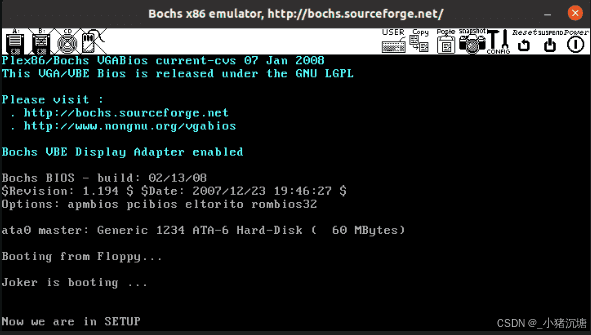 Bochs x86 emulator, http://bochs.sourceforge.net/
A: B: CD USER Copy Paste snapshot CONFIG Reset SUSPEND Power
Plex86/Bochs VGABios current-cvs 07 Jan 2008
This VGA/VBE Bios is released under the GNU LGPL
Please visit :
. http://bochs.sourceforge.net
. http://www.nongnu.org/vgabios
Bochs VBE Display Adapter enabled
Bochs BIOS - build: 02/13/08
$Revision: 1.194 $ $Date: 2007/12/23 19:46:27 $
Options: apmbios pcibios eltorito rombios32
ata0 master: Generic 1234 ATA-6 Hard-Disk (  60 MBytes)
Booting from Floppy...
Joker is booting ...
Now we are in SETUP
CSDN @_小猪沉塘